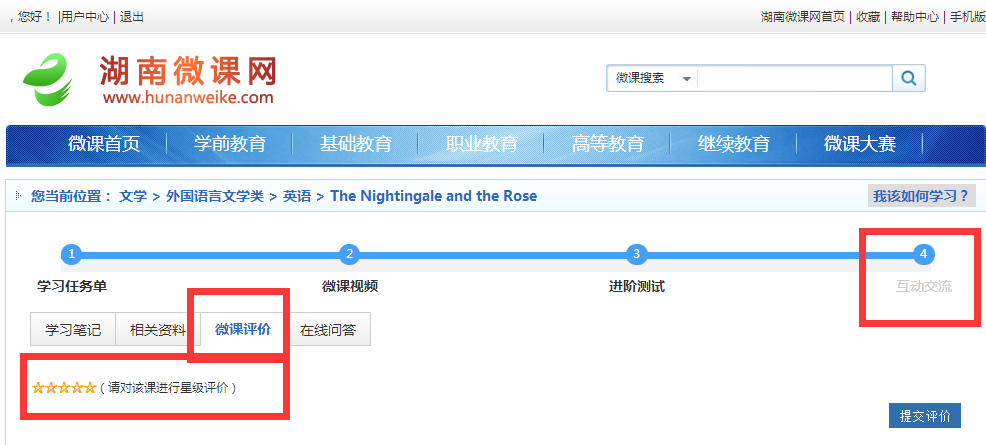 ，您好！ |用户中心 | 退出
湖南微课网首页 | 收藏 | 帮助中心 | 手机版
湖南微课网
www.hunanweike.com
微课搜索
微课首页 学前教育 基础教育 职业教育 高等教育 继续教育 微课大赛
您当前位置： 文学 > 外国语言文学类 > 英语 > The Nightingale and the Rose
我该如何学习？
1 2 3 4
学习任务单 微课视频 进阶测试 互动交流
学习笔记 相关资料 微课评价 在线问答
☆☆☆☆☆（请对该课进行星级评价）
提交评价